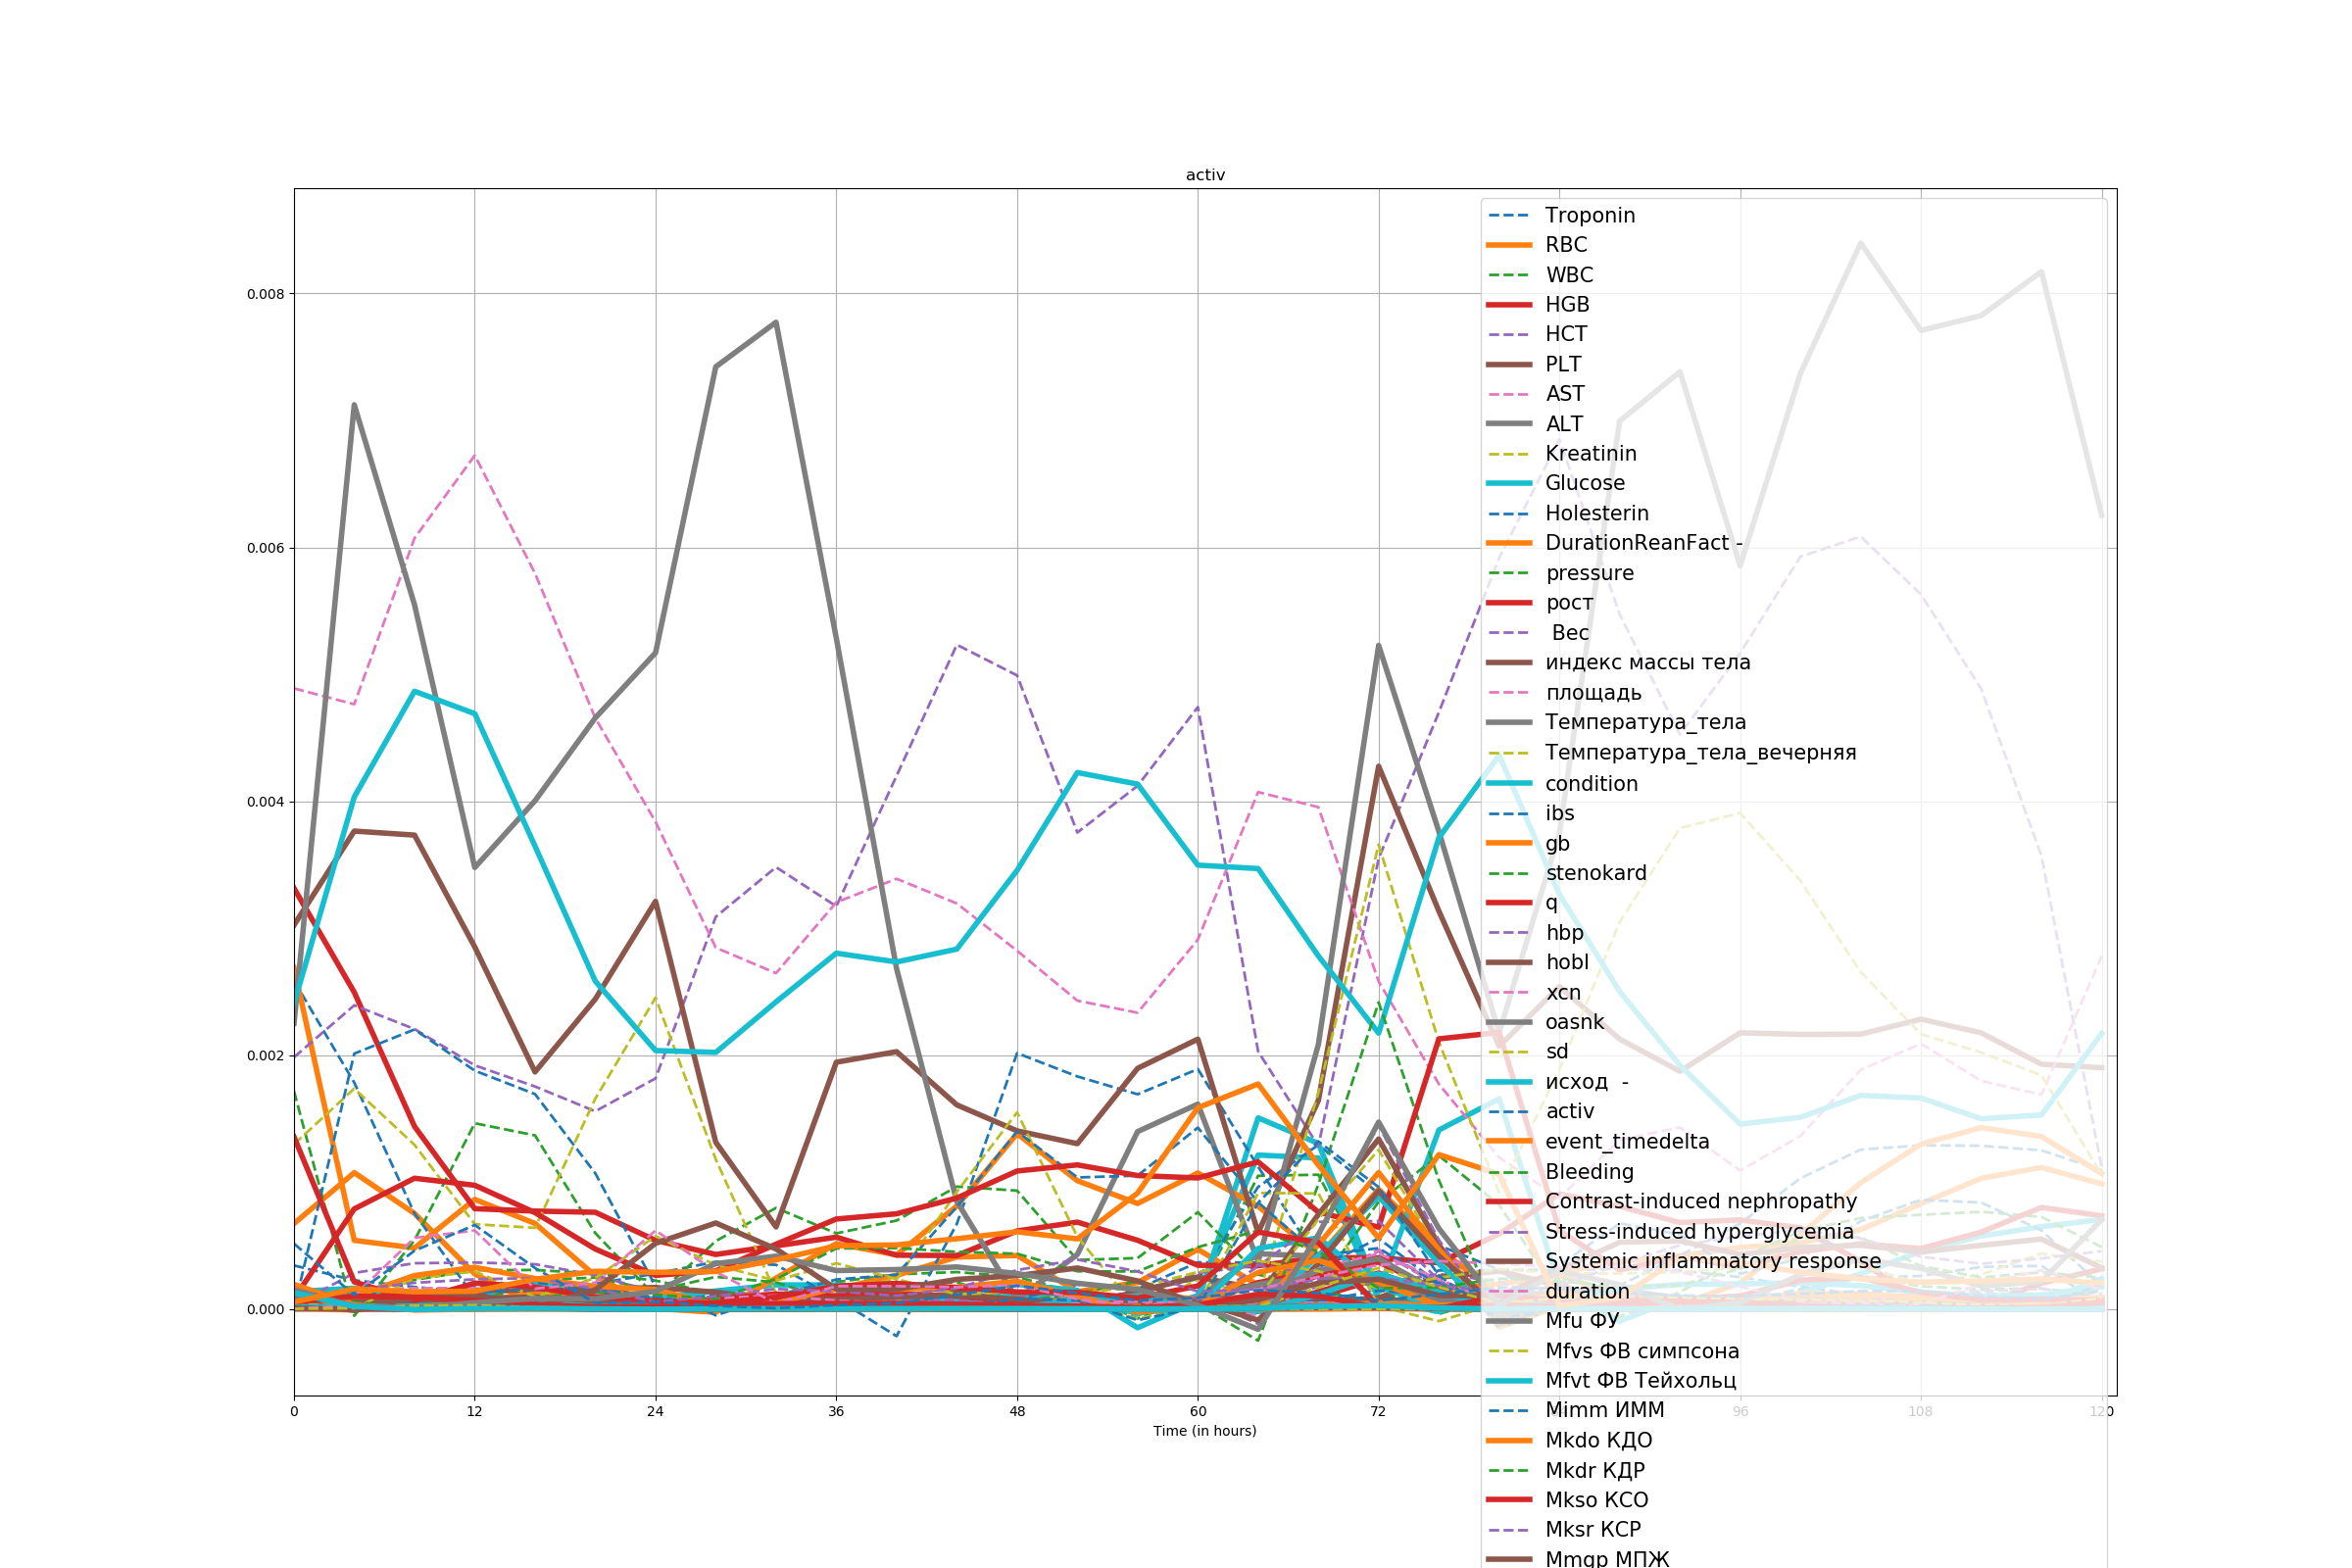 activ
0.008
0.006
0.004
0.002
0.000
0
12
24
36
48
60
72
96
108
120
Time (in hours)
Troponin
RBC
WBC
HGB
HCT
PLT
AST
ALT
Kreatinin
Glucose
Holesterin
DurationReanFact -
pressure
рост
Вес
индекс массы тела
площадь
Температура_тела
Температура_тела_вечерняя
condition
ibs
gb
stenokard
q
hbp
hobl
xcn
oasnk
sd
исход -
activ
event_timedelta
Bleeding
Contrast-induced nephropathy
Stress-induced hyperglycemia
Systemic inflammatory response
duration
Mfu ФУ
Mfvs ФВ симпсона
Mfvt ФВ Тейхольц
Mimm ИММ
Mkdo КДО
Mkdr КДР
Mkso КСО
Mksr КСР
Mmgp МПЖ